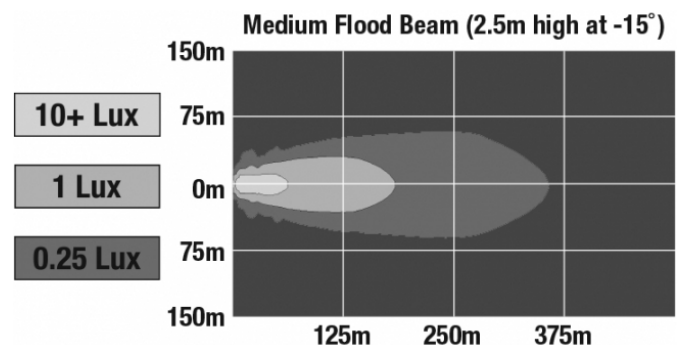 Medium Flood Beam (2.5m high at -15°)
150m
10+ Lux
75m
1 Lux
0m
0.25 Lux
75m
150m
125m 250m 375m